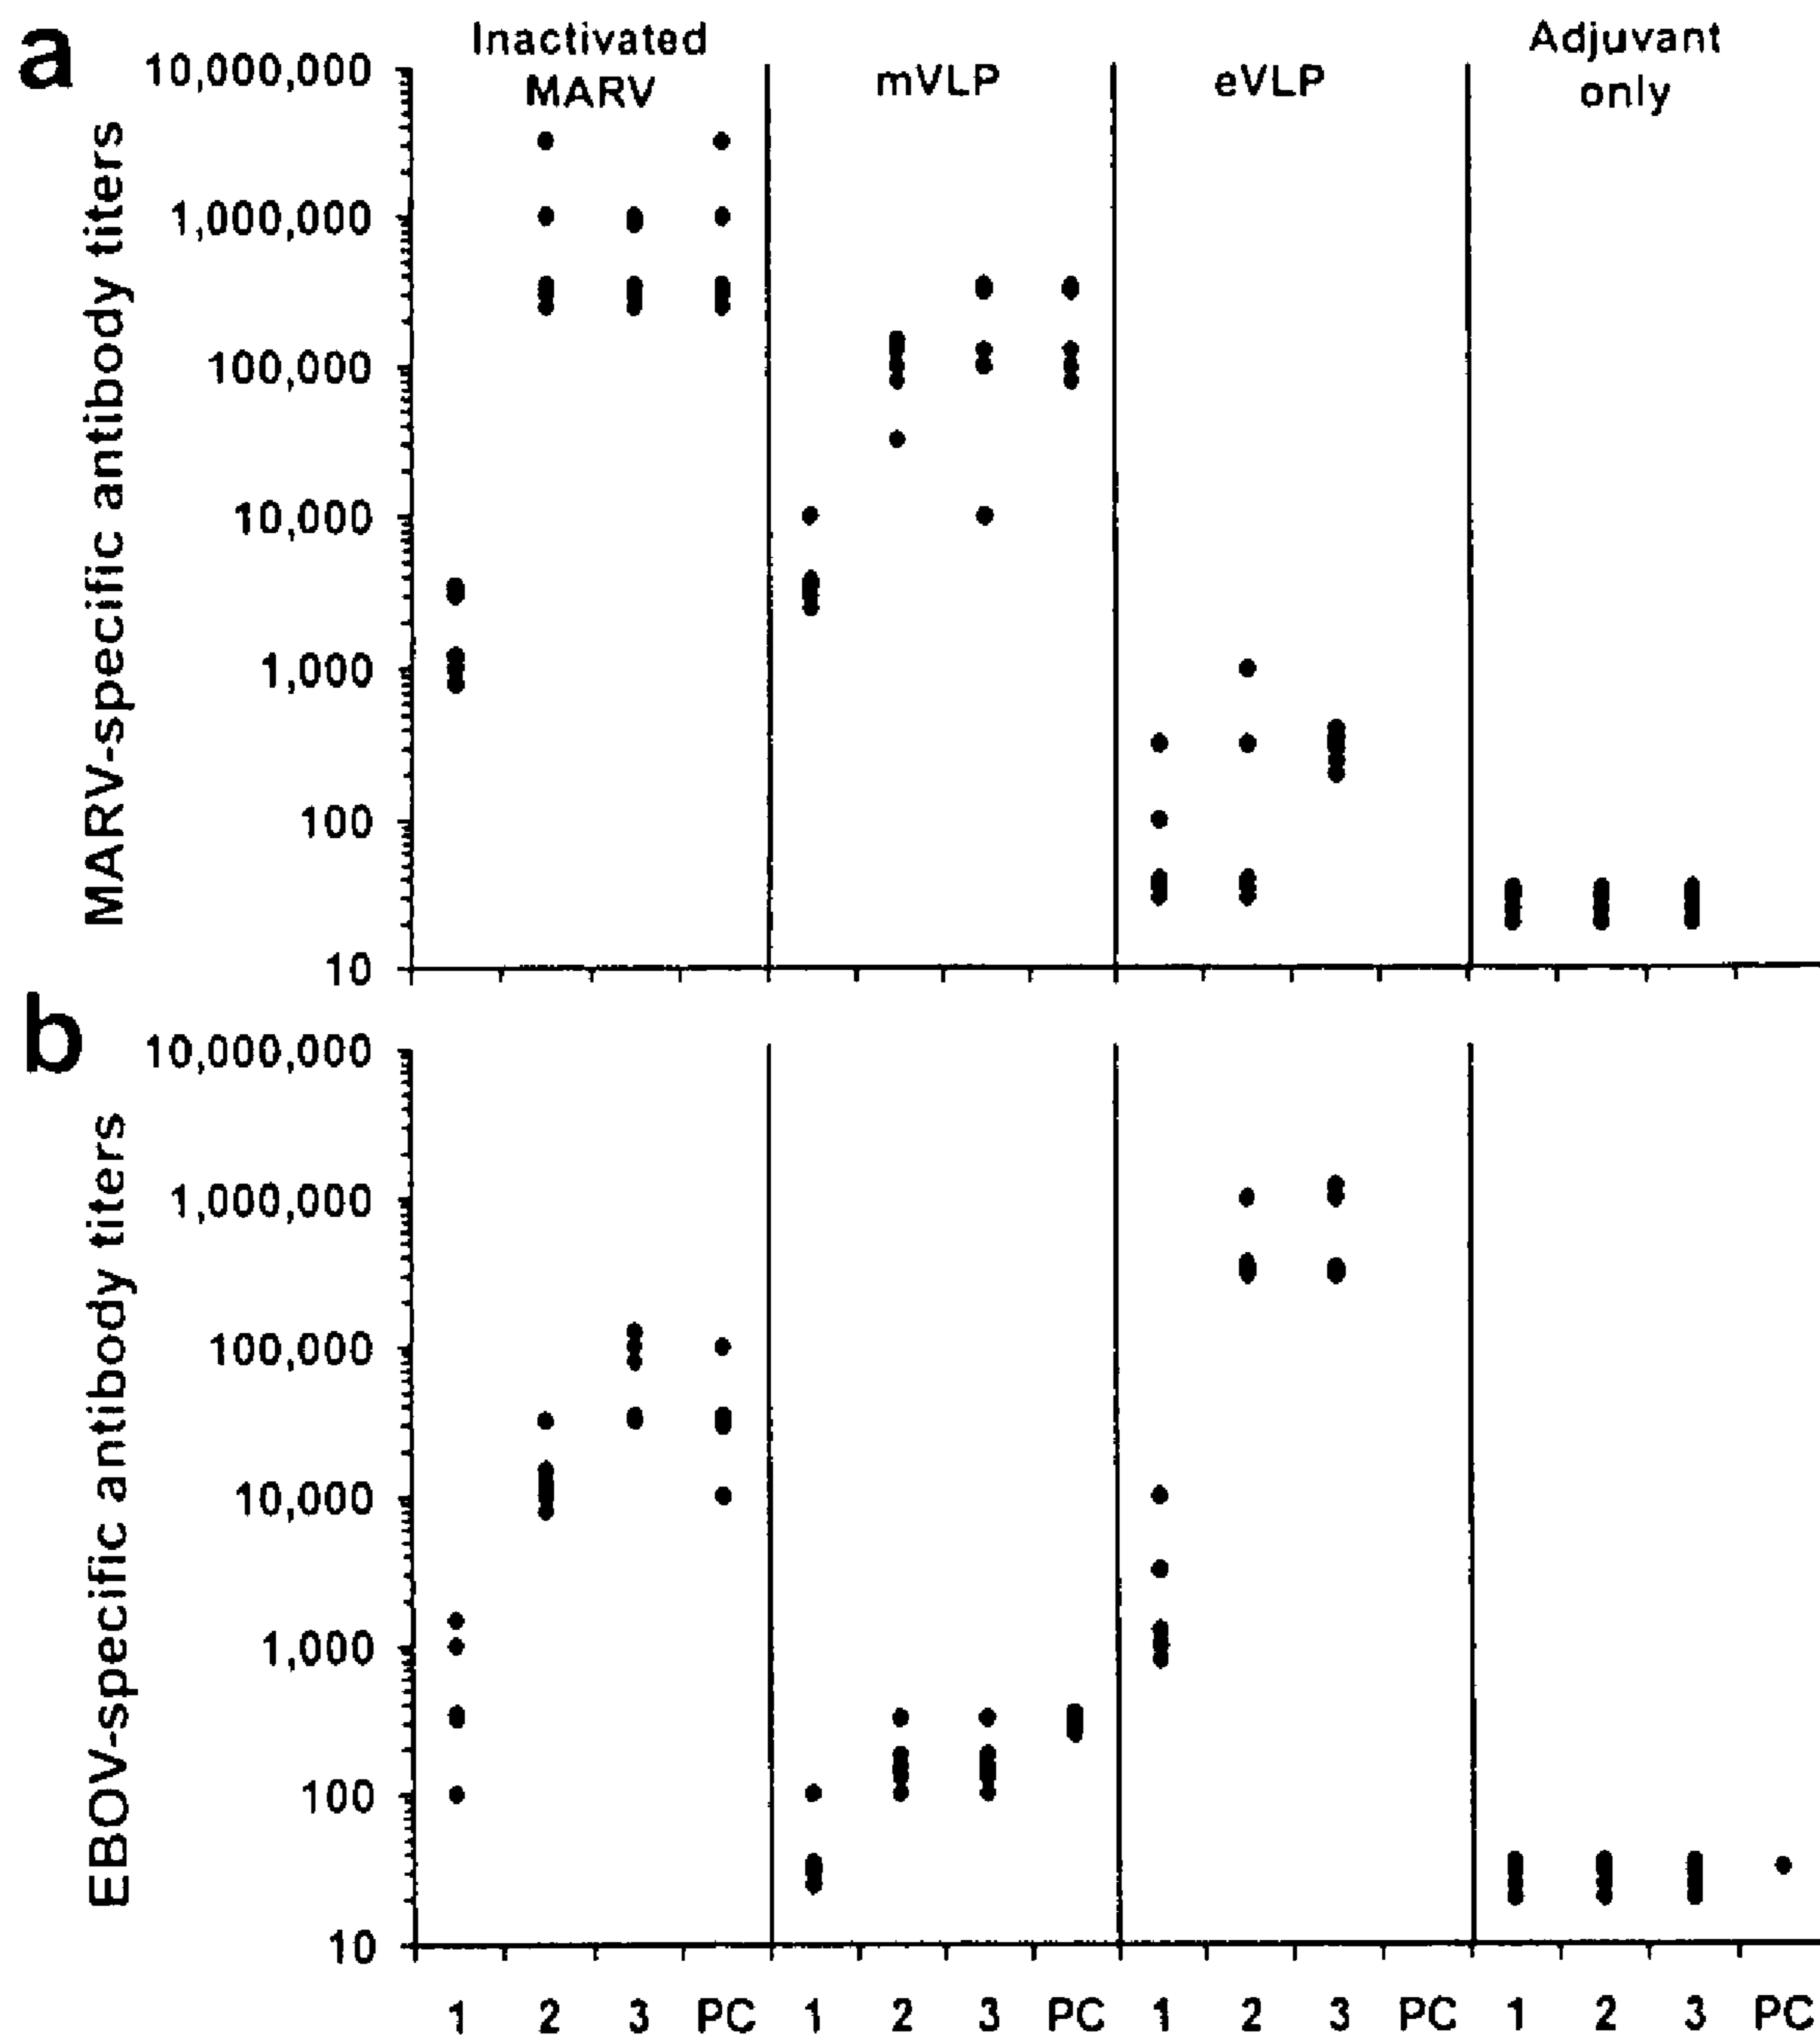 a
Inactivated
MARV
mVLP
eVLP
Adjuvant
only
MARV-specific antibody titers
10,000,000
1,000,000
100,000
10,000
1,000
100
10
b
EBOV-specific antibody titers
10,000,000
1,000,000
100,000
10,000
1,000
100
10
1 2 3 PC 1 2 3 PC 1 2 3 PC 1 2 3 PC